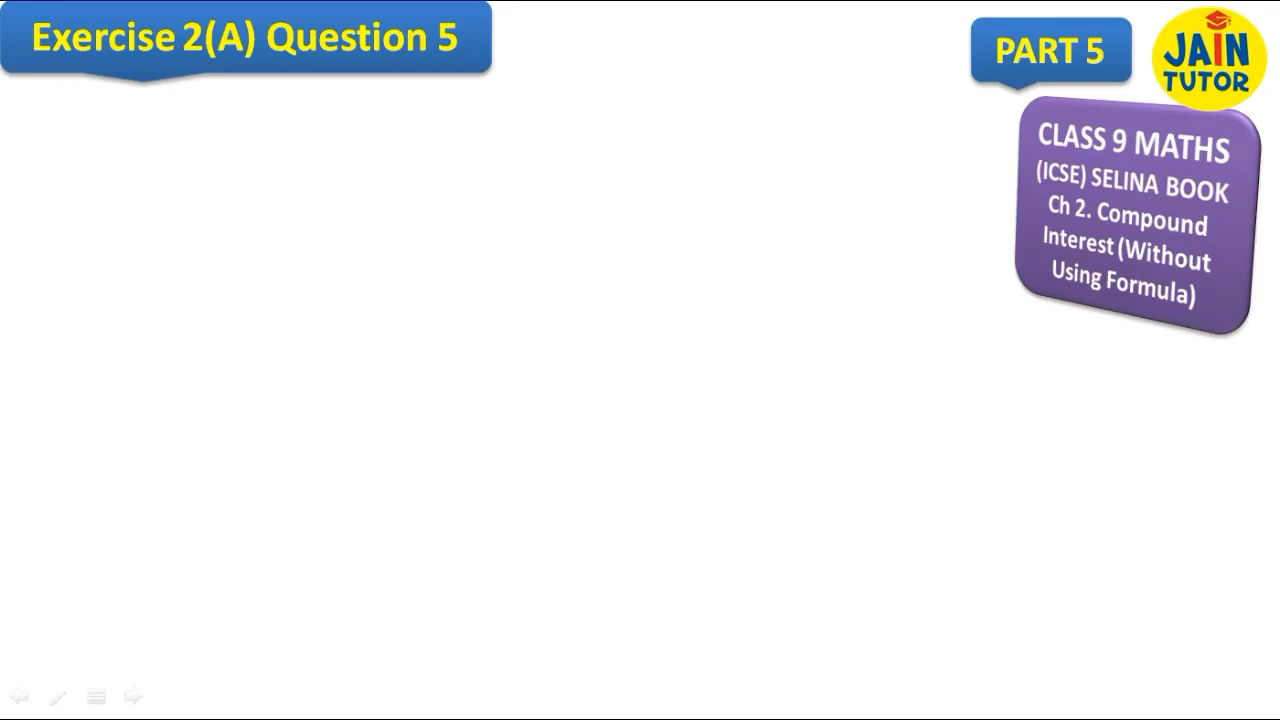 Exercise 2(A) Question 5
PART 5
JAIN
TUTOR
CLASS 9 MATHS
(ICSE) SELINA BOOK
Ch 2. Compound
Interest (Without
Using Formula)